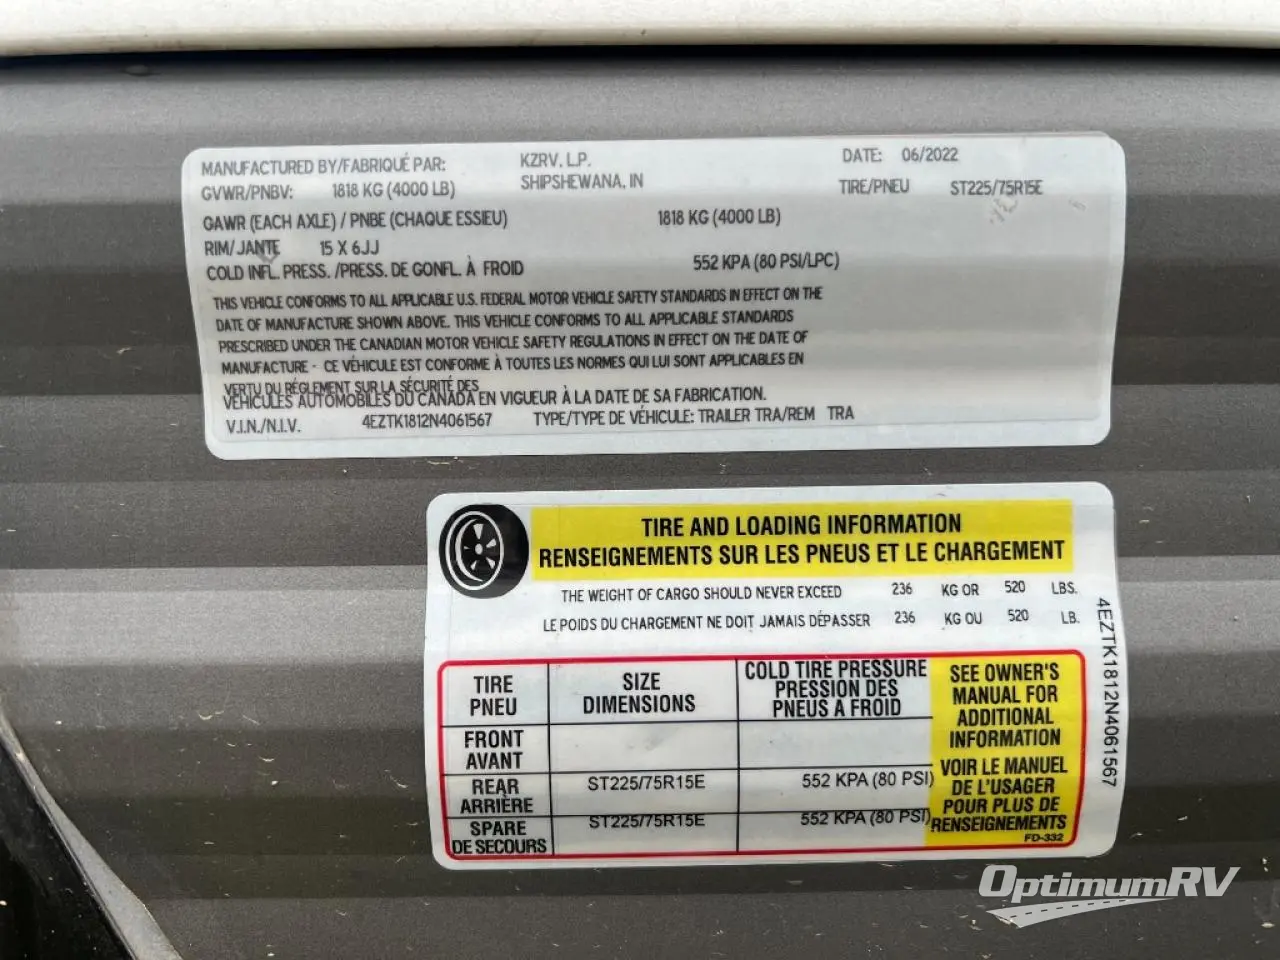 MANUFACTURED BY/FABRIQUÉ PAR: KZRV, L.P. DATE: 06/2022
GVWR/PNBV: 1818 KG (4000 LB) SHIPSHEWANA, IN TIRE/PNEU ST225/75R15E
GAWR (EACH AXLE) / PNBE (CHAQUE ESSIEU) 1818 KG (4000 LB)
RIM/JANTE 15 X 6JJ
COLD INFL. PRESS. /PRESS. DE GONFL. À FROID 552 KPA (80 PSI/LPC)
THIS VEHICLE CONFORMS TO ALL APPLICABLE U.S. FEDERAL MOTOR VEHICLE SAFETY STANDARDS IN EFFECT ON THE
DATE OF MANUFACTURE SHOWN ABOVE. THIS VEHICLE CONFORMS TO ALL APPLICABLE STANDARDS
PRESCRIBED UNDER THE CANADIAN MOTOR VEHICLE SAFETY REGULATIONS IN EFFECT ON THE DATE OF
MANUFACTURE - CE VÉHICULE EST CONFORME À TOUTES LES NORMES QUI LUI SONT APPLICABLES EN
VERTU DU RÉGLEMENT SUR LA SÉCURITÉ DES
VÉHICULES AUTOMOBILES DU CANADA EN VIGUEUR À LA DATE DE SA FABRICATION.
V.I.N./N.I.V. 4EZTK1812N4061567 TYPE/TYPE DE VÉHICULE: TRAILER TRA/REM TRA
TIRE AND LOADING INFORMATION
RENSEIGNEMENTS SUR LES PNEUS ET LE CHARGEMENT
THE WEIGHT OF CARGO SHOULD NEVER EXCEED 236 KG OR 520 LBS.
LE POIDS DU CHARGEMENT NE DOIT JAMAIS DÉPASSER 236 KG OU 520 LB.
TIRE
PNEU
SIZE
DIMENSIONS
COLD TIRE PRESSURE
PRESSION DES
PNEUS A FROID
FRONT
AVANT
REAR
ARRIÈRE
ST225/75R15E
552 KPA (80 PSI)
SPARE
DE SECOURS
ST225/75R15E
552 KPA (80 PSI)
SEE OWNER'S
MANUAL FOR
ADDITIONAL
INFORMATION
VOIR LE MANUEL
DE L'USAGER
POUR PLUS DE
RENSEIGNEMENTS
FD-332
4EZTK1812N4061567
OptimumRV